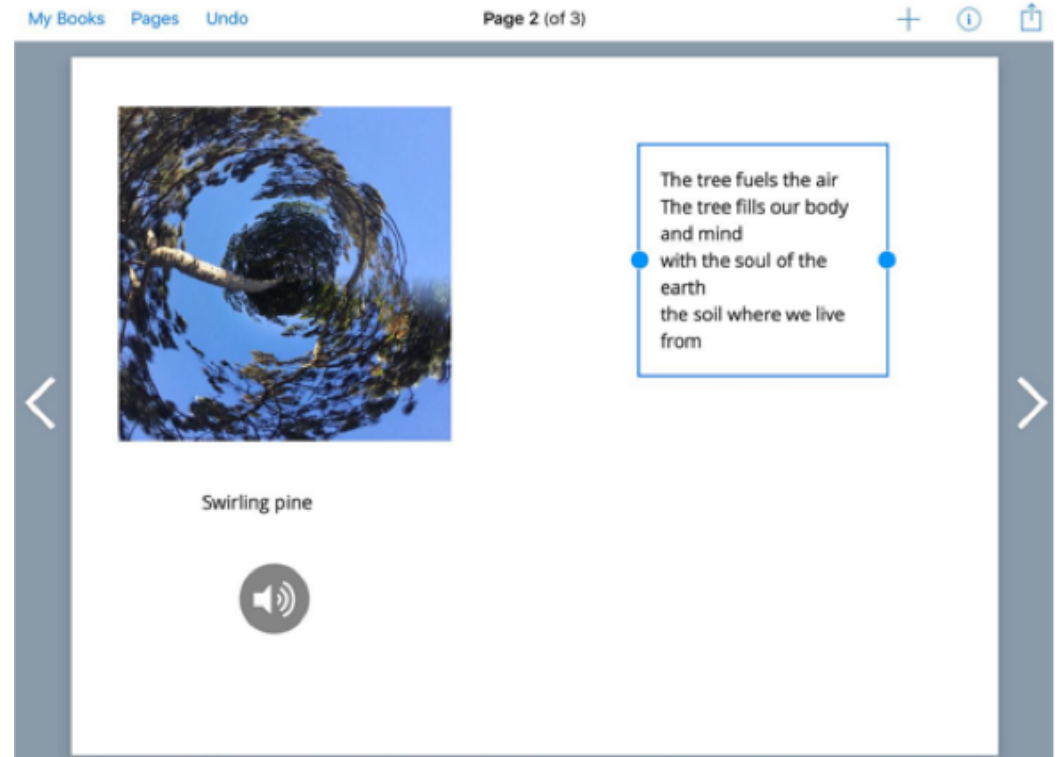 My Books Pages Undo Page 2 (of 3)
The tree fuels the air
The tree fills our body
and mind
with the soul of the
earth
the soil where we live
from
Swirling pine